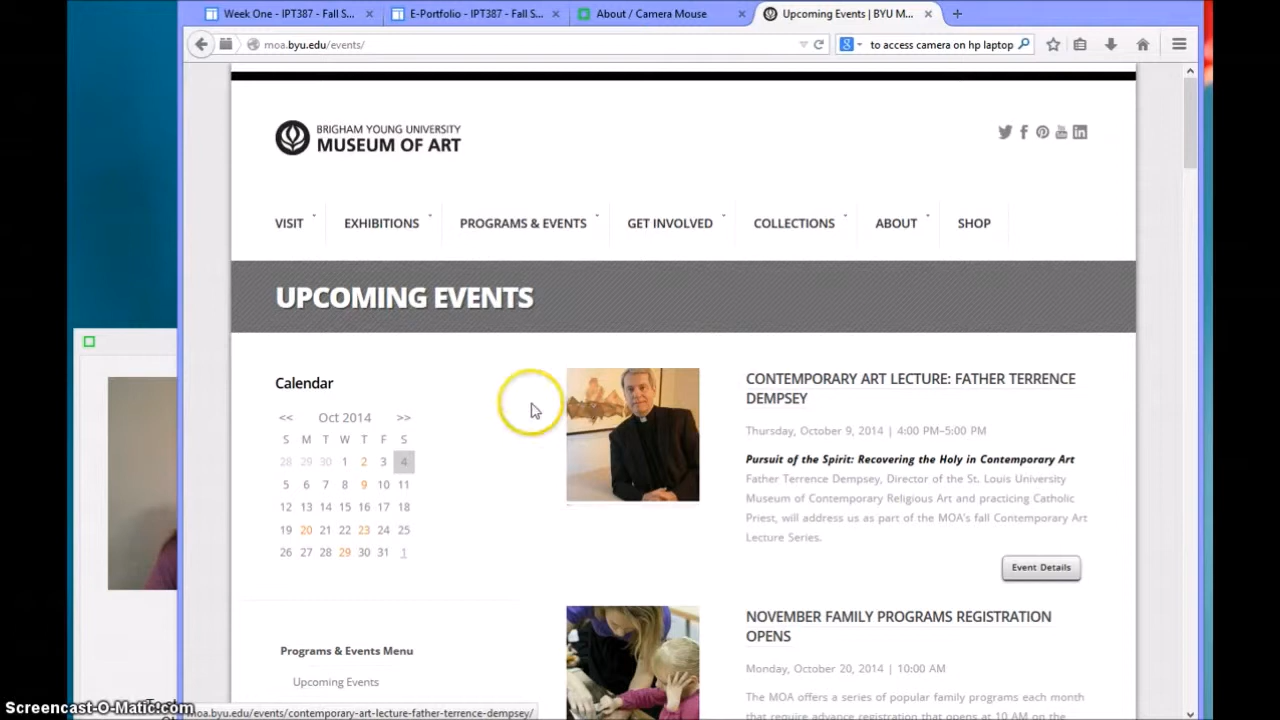 Week One - IPT387 - Fall S... × E-Portfolio - IPT387 - Fall S... × About / Camera Mouse × Upcoming Events | BYU M... × +
moa.byu.edu/events/ to access camera on hp laptop
BRIGHAM YOUNG UNIVERSITY
MUSEUM OF ART
VISIT EXHIBITIONS PROGRAMS & EVENTS GET INVOLVED COLLECTIONS ABOUT SHOP
UPCOMING EVENTS
Calendar
<< Oct 2014 >>
S M T W T F S
28 29 30 1 2 3 4
5 6 7 8 9 10 11
12 13 14 15 16 17 18
19 20 21 22 23 24 25
26 27 28 29 30 31 1
Programs & Events Menu
Upcoming Events
CONTEMPORARY ART LECTURE: FATHER TERRENCE
DEMPSEY
Thursday, October 9, 2014 | 4:00 PM–5:00 PM
Pursuit of the Spirit: Recovering the Holy in Contemporary Art
Father Terrence Dempsey, Director of the St. Louis University
Museum of Contemporary Religious Art and practicing Catholic
Priest, will address us as part of the MOA's fall Contemporary Art
Lecture Series.
Event Details
NOVEMBER FAMILY PROGRAMS REGISTRATION
OPENS
Monday, October 20, 2014 | 10:00 AM
The MOA offers a series of popular family programs each month
that require advance registration that opens at 10 AM on the
moa.byu.edu/events/contemporary-art-lecture-father-terrence-dempsey/
Screencast-O-Matic.com